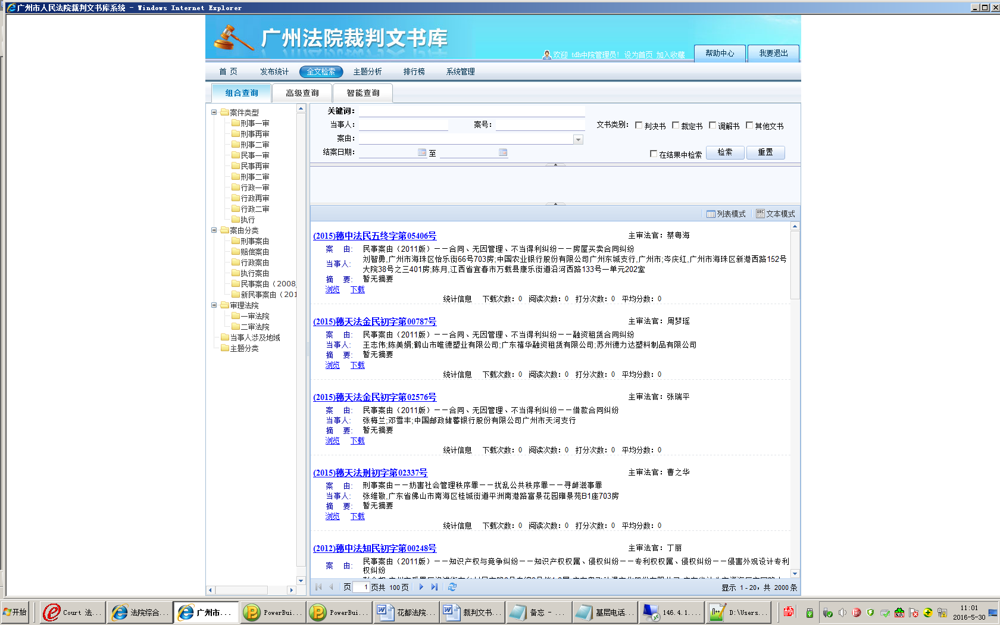 广州市人民法院裁判文书库系统 - Windows Internet Explorer
广州法院裁判文书库
欢迎 tdh中院管理员! 设为首页 加入收藏
帮助中心
我要退出
首 页 发布统计 全文检索 主题分析 排行榜 系统管理
组合查询 高级查询 智能查询
案件类型
刑事一审
刑事再审
刑事二审
民事一审
民事再审
刑事二审
行政一审
行政再审
行政二审
执行
案由分类
刑事案由
赔偿案由
行政案由
执行案由
民事案由（2008
新民事案由（201
审理法院
一审法院
二审法院
当事人涉及地域
主题分类
关键词:
当事人: 案号: 文书类别: 判决书 裁定书 调解书 其他文书
案由:
结案日期: 至 在结果中检索 检索 重置
列表模式 文本模式
(2015)穗中法民五终字第05406号 主审法官: 蔡粤海
案 由: 民事案由（2011版）－－合同、无因管理、不当得利纠纷－－房屋买卖合同纠纷
当事人: 刘智勇,广州市海珠区怡乐街66号703房;中国农业银行股份有限公司广州东城支行,广州市;岑庆红,广州市海珠区新港西路152号
大院38号之三401房;陈月,江西省宜春市万载县康乐街道沿河西路133号一单元202室
摘 要: 暂无摘要
浏览 下载
统计信息 下载次数: 0 阅读次数: 0 打分次数: 0 平均分数: 0
(2015)穗天法金民初字第00787号 主审法官: 周梦瑶
案 由: 民事案由（2011版）－－合同、无因管理、不当得利纠纷－－融资租赁合同纠纷
当事人: 王志伟;陈美娟;鹤山市唯德塑业有限公司;广东禧华融资租赁有限公司;苏州德力达塑料制品有限公司
摘 要: 暂无摘要
浏览 下载
统计信息 下载次数: 0 阅读次数: 0 打分次数: 0 平均分数: 0
(2015)穗天法金民初字第02576号 主审法官: 张瑞平
案 由: 民事案由（2011版）－－合同、无因管理、不当得利纠纷－－借款合同纠纷
当事人: 张梅兰;邓雪丰;中国邮政储蓄银行股份有限公司广州市天河支行
摘 要: 暂无摘要
浏览 下载
统计信息 下载次数: 0 阅读次数: 0 打分次数: 0 平均分数: 0
(2015)穗天法刑初字第02337号 主审法官: 曹之华
案 由: 刑事案由－－妨害社会管理秩序罪－－扰乱公共秩序罪－－寻衅滋事罪
当事人: 张维敬,广东省佛山市南海区桂城街道平洲南港路富景花园雍景苑B1座703房
摘 要: 暂无摘要
浏览 下载
统计信息 下载次数: 0 阅读次数: 0 打分次数: 0 平均分数: 0
(2012)穗中法知民初字第00248号 主审法官: 丁丽
案 由: 民事案由（2011版）－－知识产权与竞争纠纷－－知识产权权属、侵权纠纷－－专利权权属、侵权纠纷－－侵害外观设计专利
权纠纷
页 1 页共 100 页 显示 1 - 20, 共 2000 条
开始 Court 法... 法院综合... 广州市... PowerBui... PowerBui... 花都法院... 裁判文书... 备忘 - ... 基层电话... 146.4.1.... D:\Users... 11:01
2016-5-30